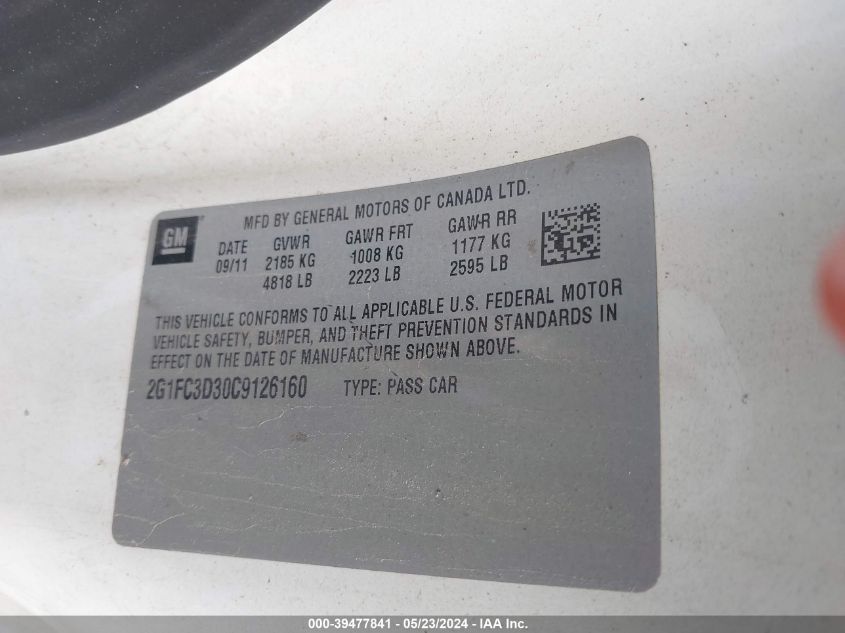 MFD BY GENERAL MOTORS OF CANADA LTD.
GM
DATE GVWR GAWR FRT GAWR RR
09/11 2185 KG 1008 KG 1177 KG
4818 LB 2223 LB 2595 LB
THIS VEHICLE CONFORMS TO ALL APPLICABLE U.S. FEDERAL MOTOR
VEHICLE SAFETY, BUMPER, AND THEFT PREVENTION STANDARDS IN
EFFECT ON THE DATE OF MANUFACTURE SHOWN ABOVE.
2G1FC3D30C9126160 TYPE: PASS CAR
000-39477841 / 05/23/2024 - IAA Inc.